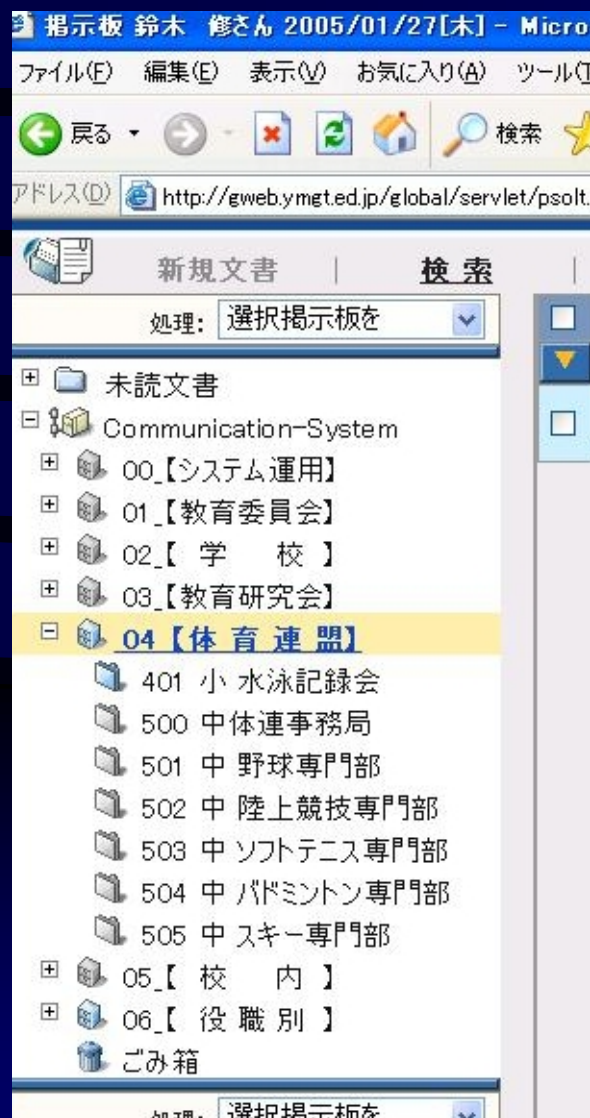 掲示板 鈴木　修さん 2005/01/27[木] - Micro
ファイル(F) 編集(E) 表示(V) お気に入り(A) ツール(T
戻る 検索
アドレス(D) http://gweb.ymgt.ed.jp/global/servlet/psolt.
新規文書 | 検 索 |
処理: 選択掲示板を
未読文書
Communication-System
00_【システム運用】
01_【教育委員会】
02_【 学　　校 】
03_【教育研究会】
04【体 育 連 盟】
401 小 水泳記録会
500 中体連事務局
501 中 野球専門部
502 中 陸上競技専門部
503 中 ソフトテニス専門部
504 中 バドミントン専門部
505 中 スキー専門部
05_【 校　　内 】
06_【 役 職 別 】
ごみ箱
処理: 選択掲示板を